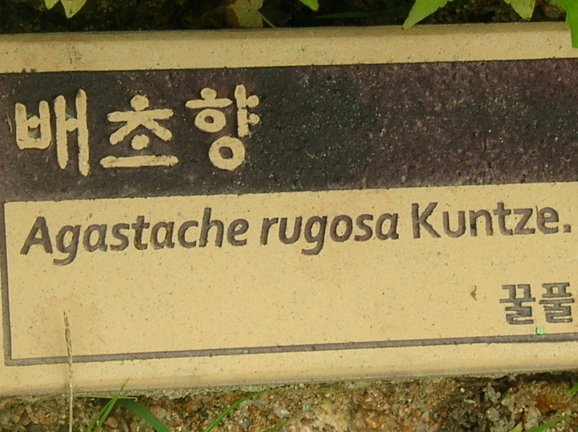 배초향
Agastache rugosa Kuntze.
꿀풀